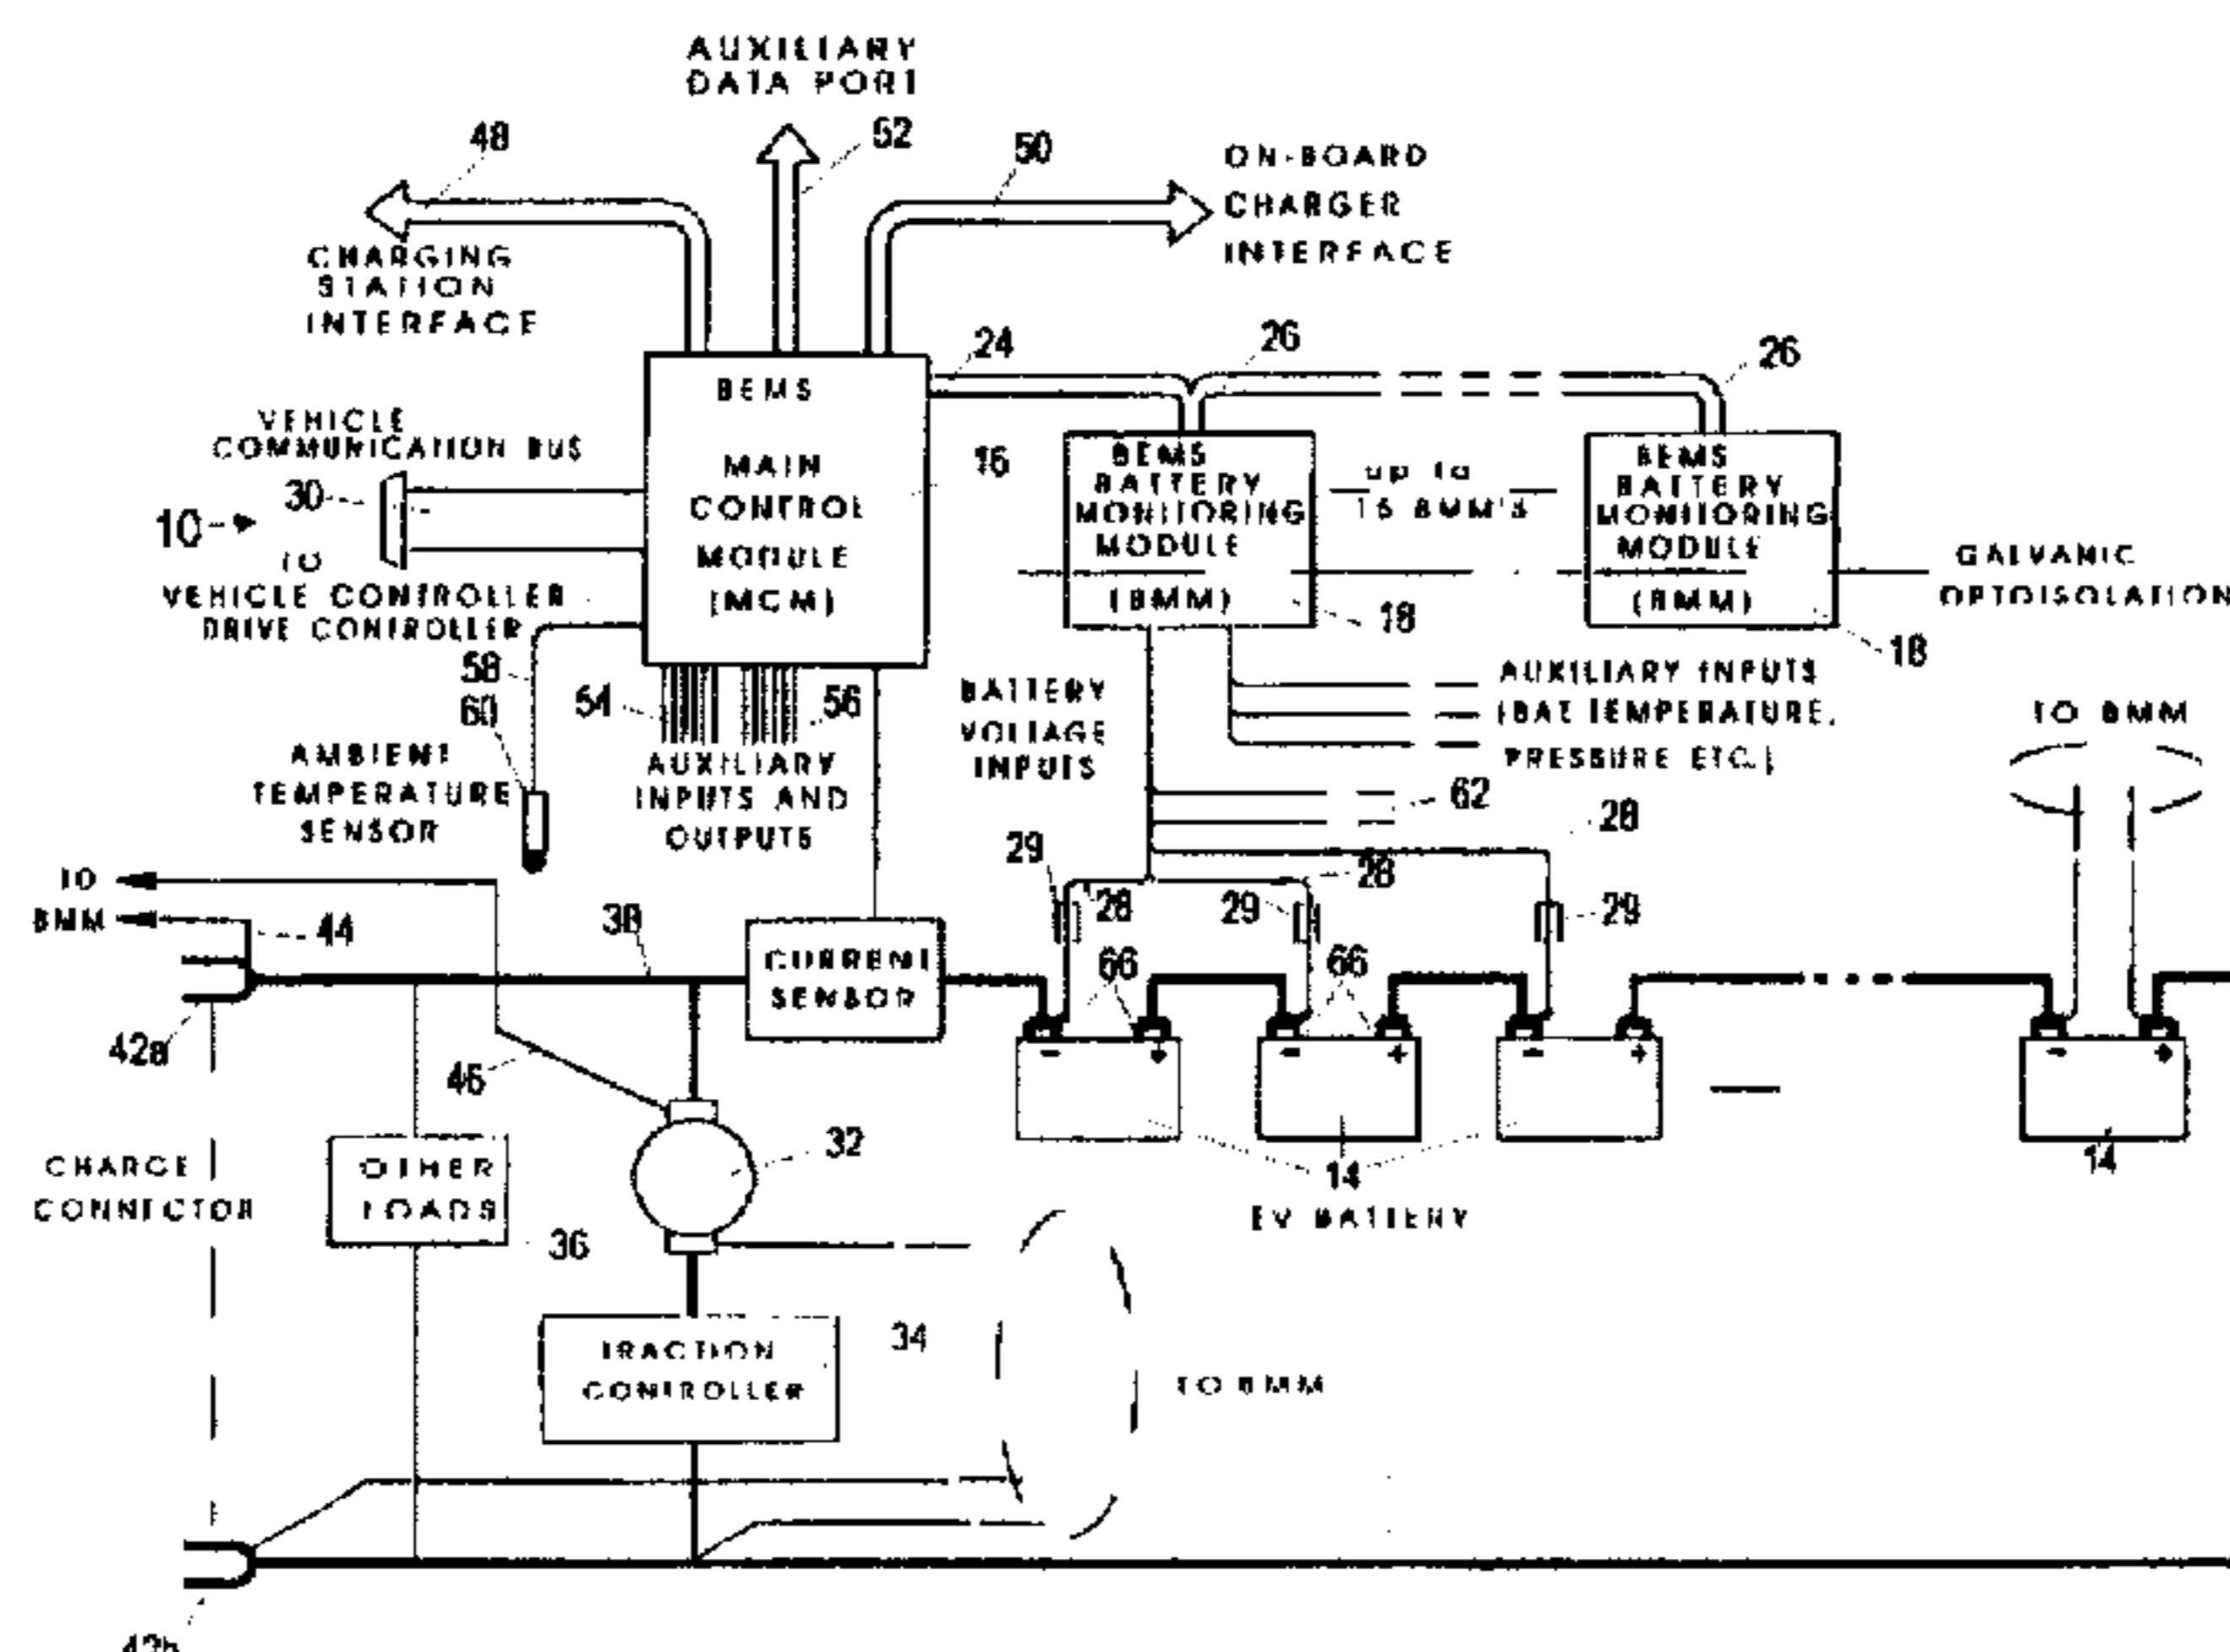 AUXILIARY
DATA PORT
48
52
50
ON-BOARD
CHARGER
INTERFACE
CHARGING
STATION
INTERFACE
24
26
26
BEMS
MAIN
CONTROL
MODULE
(MCM)
16
VEHICLE
COMMUNICATION BUS
30
10
TO
VEHICLE CONTROLLER
DRIVE CONTROLLER
BEMS
BATTERY
MONITORING
MODULE
(BMM)
18
up to
16 BMM's
BEMS
BATTERY
MONITORING
MODULE
(BMM)
18
GALVANIC
OPTOISOLATION
58
60
54
56
AMBIENT
TEMPERATURE
SENSOR
AUXILIARY
INPUTS AND
OUTPUTS
BATTERY
VOLTAGE
INPUTS
AUXILIARY INPUTS
(BAT TEMPERATURE,
PRESSURE ETC.)
TO BMM
62
28
29
28
28
29
29
TO
BMM
44
38
CURRENT
SENSOR
66
66
42a
46
- +
- +
- +
- +
32
14
14
EV BATTERY
CHARGE
CONNECTOR
OTHER
LOADS
36
TRACTION
CONTROLLER
34
TO BMM
42b